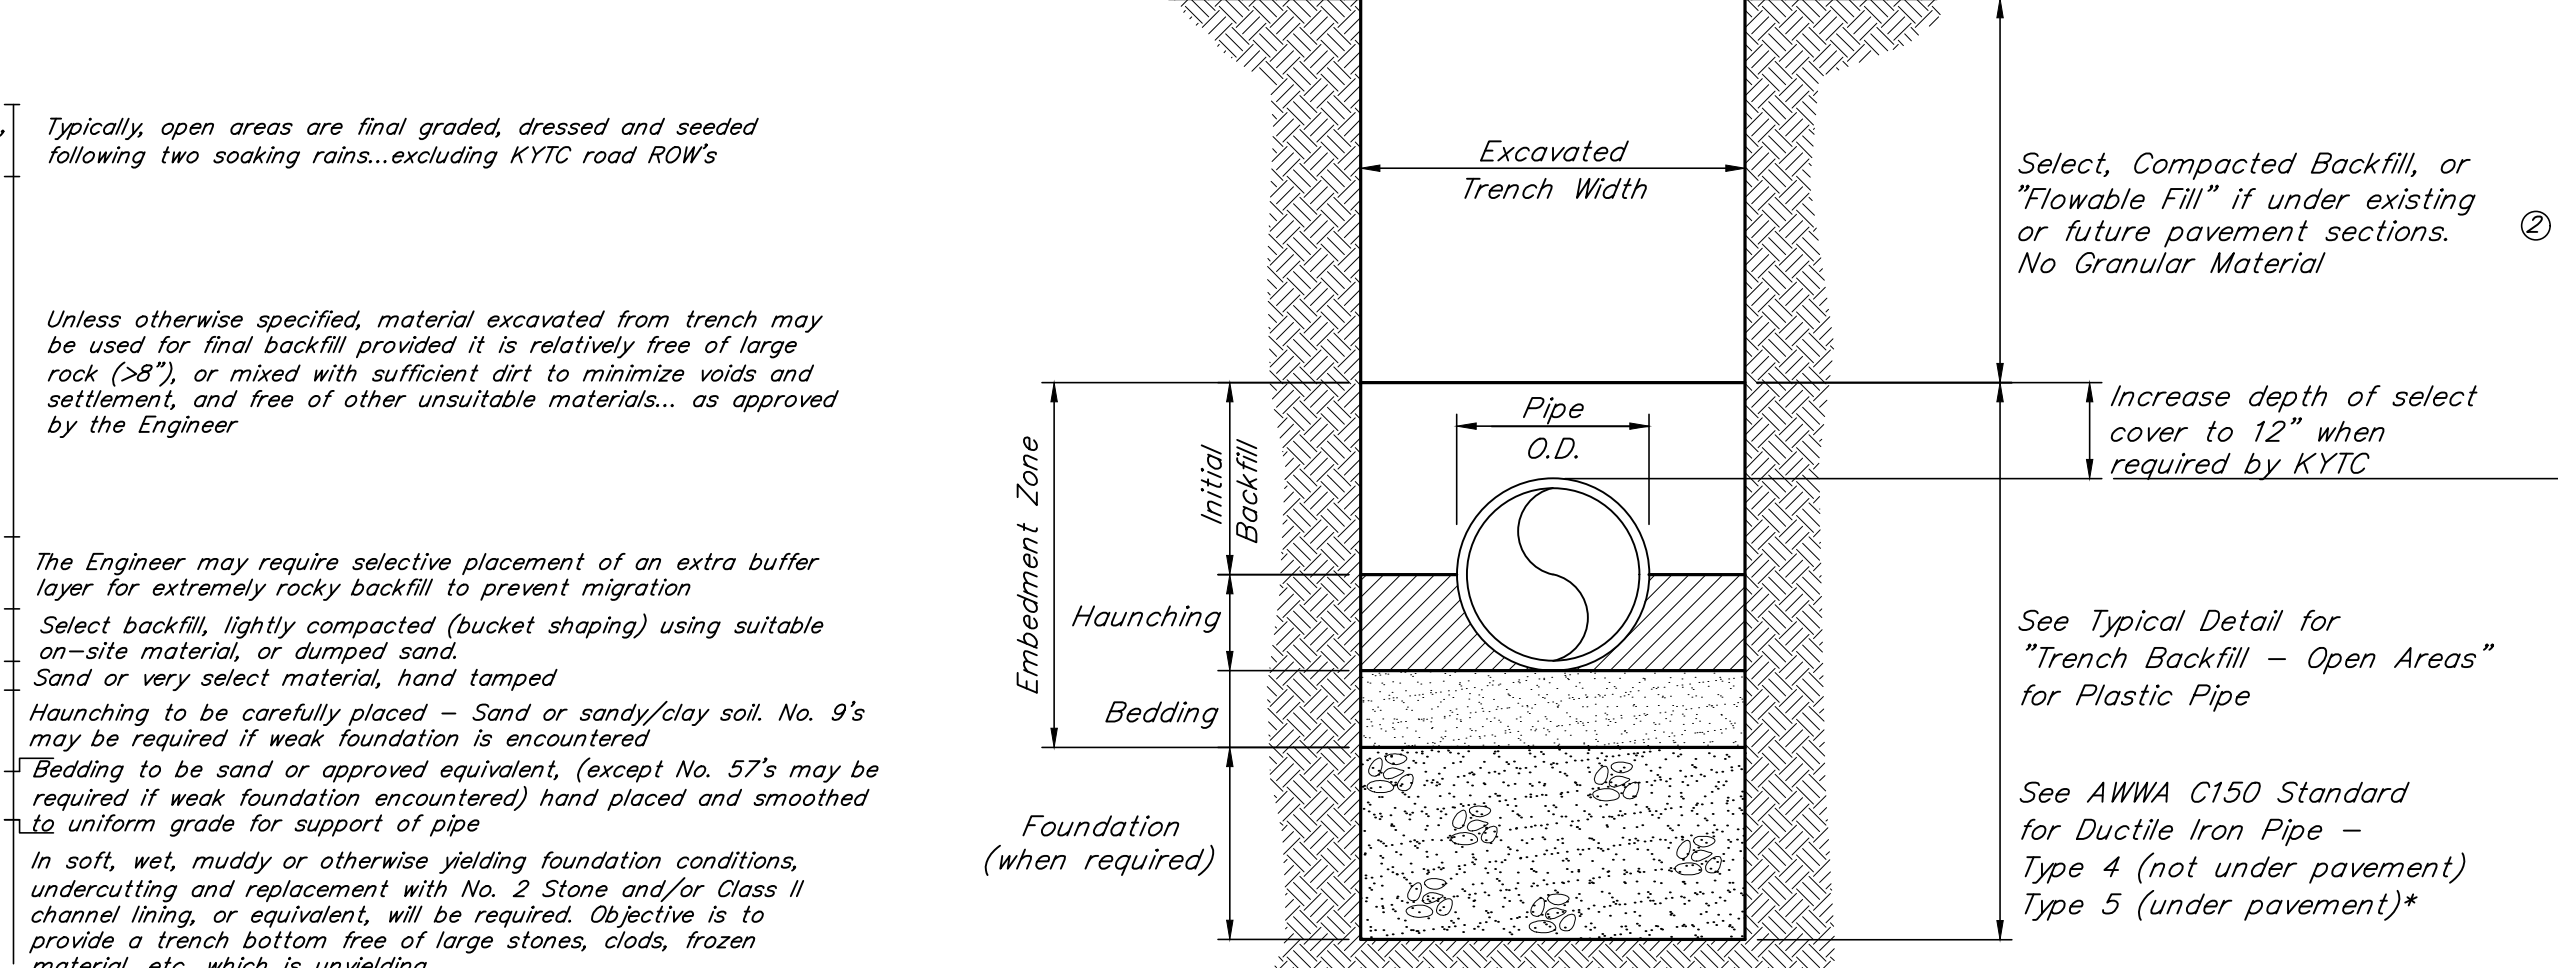 Typically, open areas are final graded, dressed and seeded
following two soaking rains...excluding KYTC road ROW's
Unless otherwise specified, material excavated from trench may
be used for final backfill provided it is relatively free of large
rock (>8"), or mixed with sufficient dirt to minimize voids and
settlement, and free of other unsuitable materials... as approved
by the Engineer
The Engineer may require selective placement of an extra buffer
layer for extremely rocky backfill to prevent migration
Select backfill, lightly compacted (bucket shaping) using suitable
on-site material, or dumped sand.
Sand or very select material, hand tamped
Haunching to be carefully placed - Sand or sandy/clay soil. No. 9's
may be required if weak foundation is encountered
Bedding to be sand or approved equivalent, (except No. 57's may be
required if weak foundation encountered) hand placed and smoothed
to uniform grade for support of pipe
In soft, wet, muddy or otherwise yielding foundation conditions,
undercutting and replacement with No. 2 Stone and/or Class II
channel lining, or equivalent, will be required. Objective is to
provide a trench bottom free of large stones, clods, frozen
material, etc. which is unyielding
Excavated
Trench Width
Pipe
O.D.
Embedment Zone
Initial
Backfill
Haunching
Bedding
Foundation
(when required)
Select, Compacted Backfill, or
"Flowable Fill" if under existing
or future pavement sections.
No Granular Material
2
Increase depth of select
cover to 12" when
required by KYTC
See Typical Detail for
"Trench Backfill - Open Areas"
for Plastic Pipe
See AWWA C150 Standard
for Ductile Iron Pipe -
Type 4 (not under pavement)
Type 5 (under pavement)*